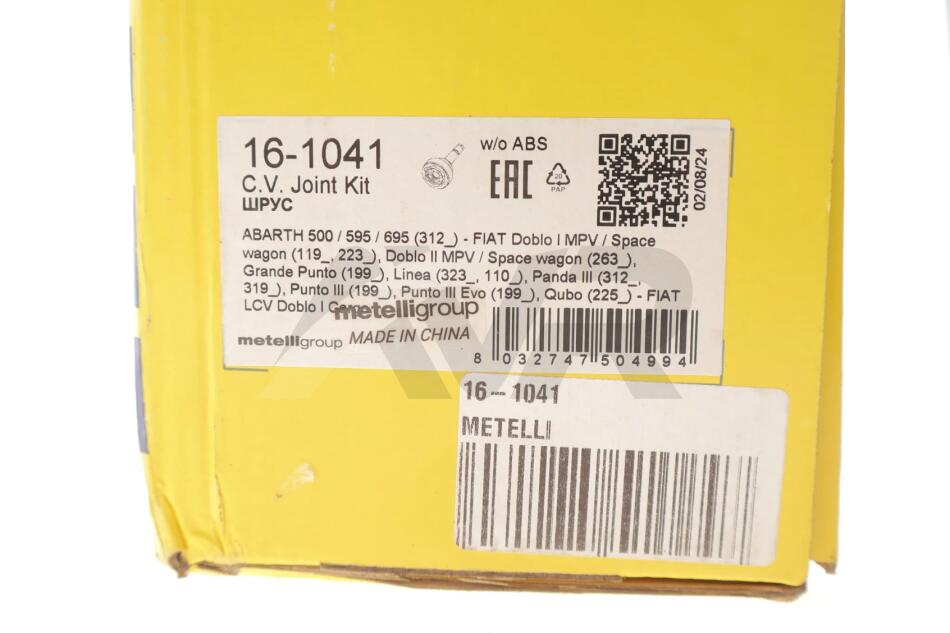 16-1041
C.V. Joint Kit
ШРУС
w/o ABS
EAC
20
PAP
02/08/24
ABARTH 500 / 595 / 695 (312_) - FIAT Doblo I MPV / Space
wagon (119_, 223_), Doblo II MPV / Space wagon (263_),
Grande Punto (199_), Linea (323_, 110_), Panda III (312_,
319_), Punto III (199_), Punto III Evo (199_), Qubo (225_) - FIAT
LCV Doblo I
metelligroup
metelligroup MADE IN CHINA
8 032747 504994
16-1041
METELLI